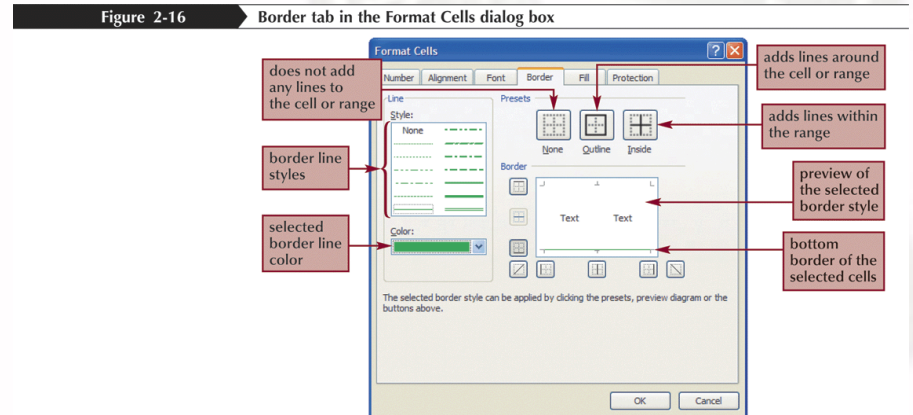 Figure 2-16 Border tab in the Format Cells dialog box
Format Cells
does not add
any lines to
the cell or range
adds lines around
the cell or range
Number Alignment Font Border Fill Protection
Line
Style:
None
Presets
None Outline Inside
adds lines within
the range
border line
styles
Border
Text Text
preview of
the selected
border style
selected
border line
color
Color:
bottom
border of the
selected cells
The selected border style can be applied by clicking the presets, preview diagram or the
buttons above.
OK Cancel